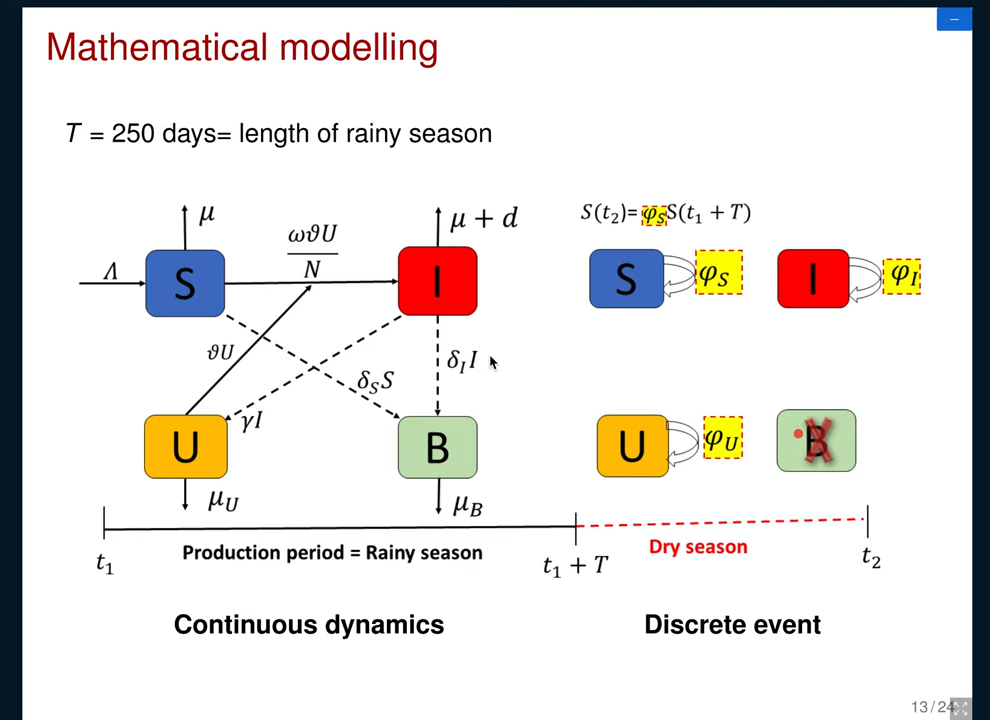 Mathematical modelling
T = 250 days= length of rainy season
μ
ωϑU
N
μ + d
S(t₂)=φ_S S(t₁ + T)
Λ
S
I
S
φ_S
I
φ_I
ϑU
δ_S S
δ_I I
γI
U
B
U
φ_U
B
μ_U
μ_B
Production period = Rainy season
Dry season
t₁
t₁ + T
t₂
Continuous dynamics
Discrete event
13 / 24